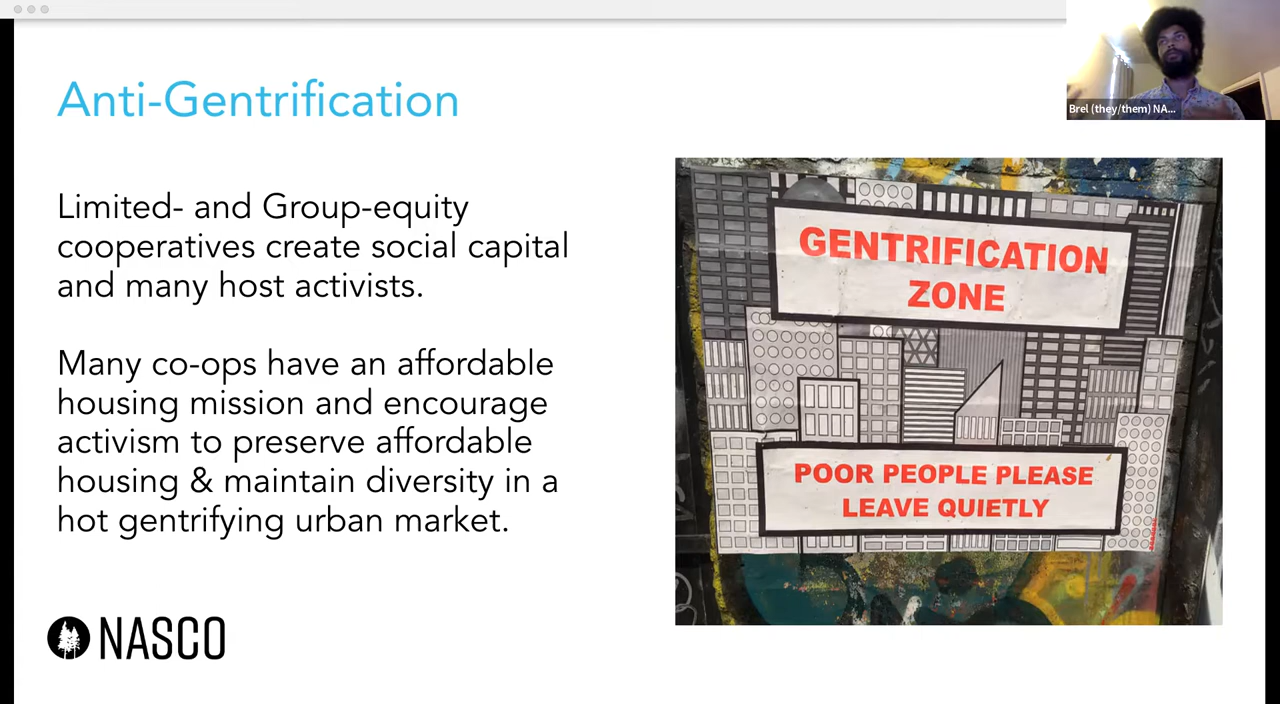 Anti-Gentrification
Brel (they/them) NA...
Limited- and Group-equity
cooperatives create social capital
and many host activists.
Many co-ops have an affordable
housing mission and encourage
activism to preserve affordable
housing & maintain diversity in a
hot gentrifying urban market.
GENTRIFICATION
ZONE
POOR PEOPLE PLEASE
LEAVE QUIETLY
NASCO